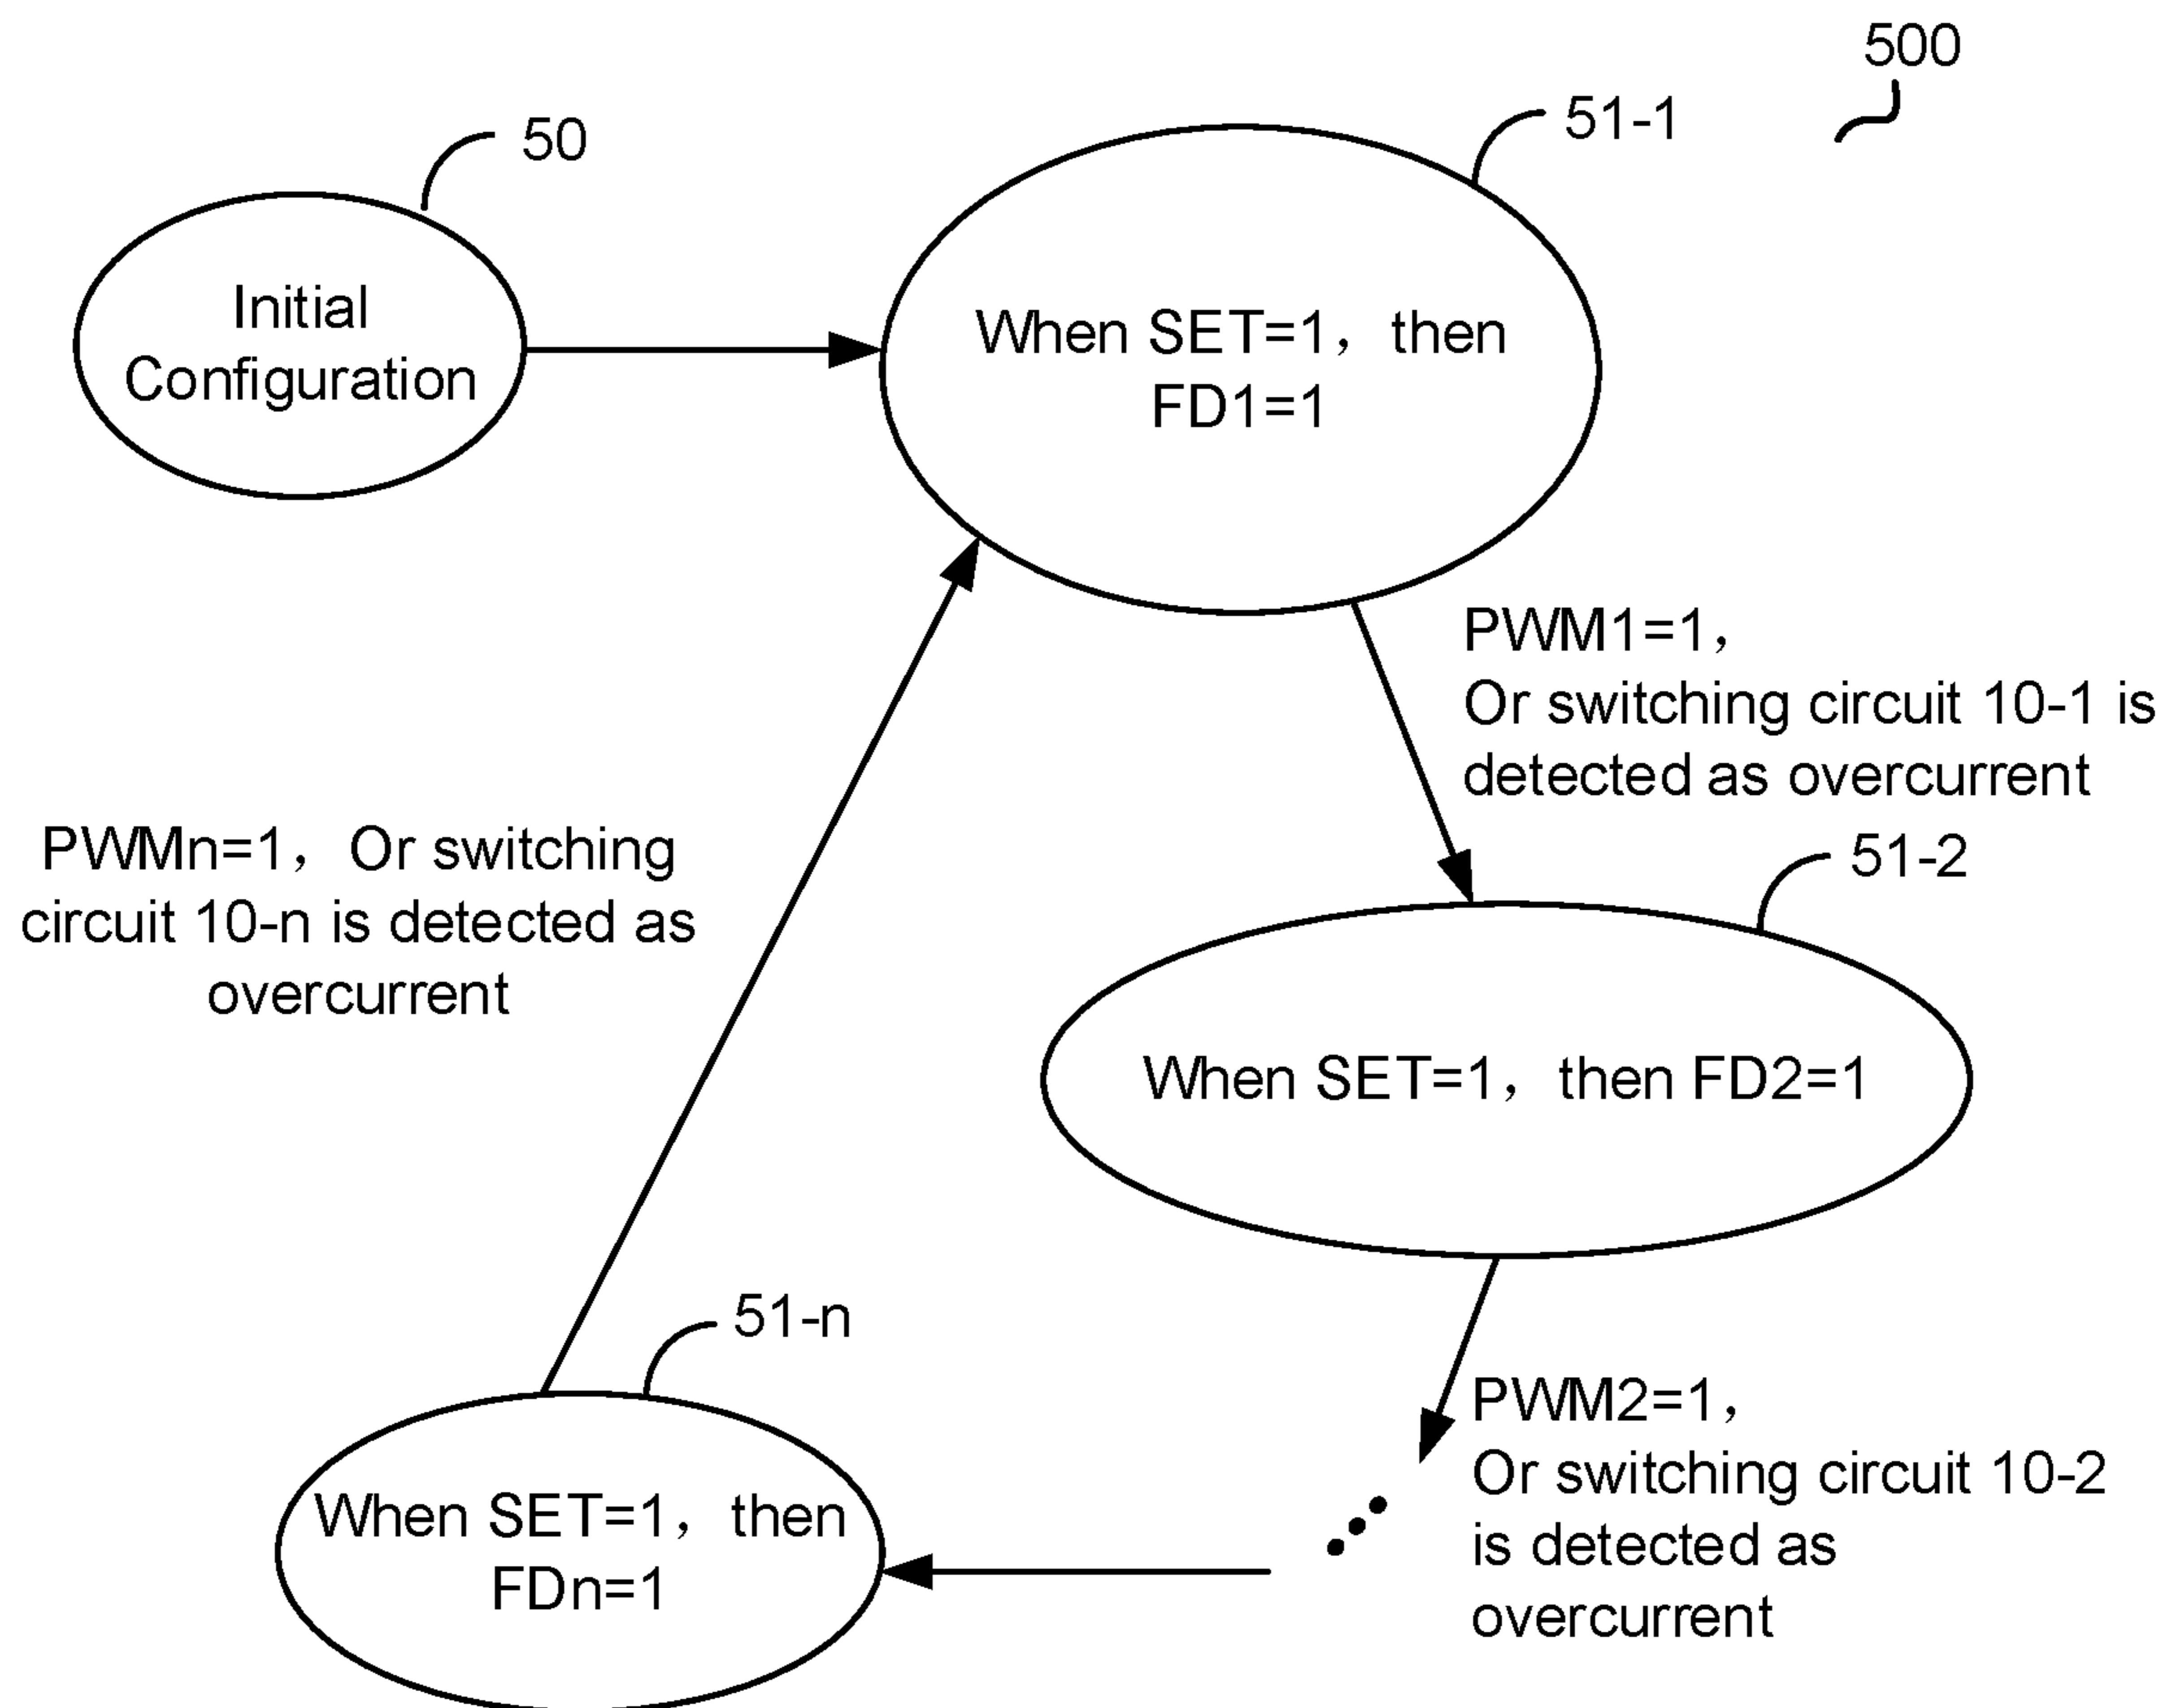 500
50
51-1
Initial
Configuration
When SET=1，then
FD1=1
PWM1=1，
Or switching circuit 10-1 is
detected as overcurrent
PWMn=1，Or switching
circuit 10-n is detected as
overcurrent
51-2
When SET=1，then FD2=1
51-n
PWM2=1，
Or switching circuit 10-2
is detected as
overcurrent
When SET=1，then
FDn=1